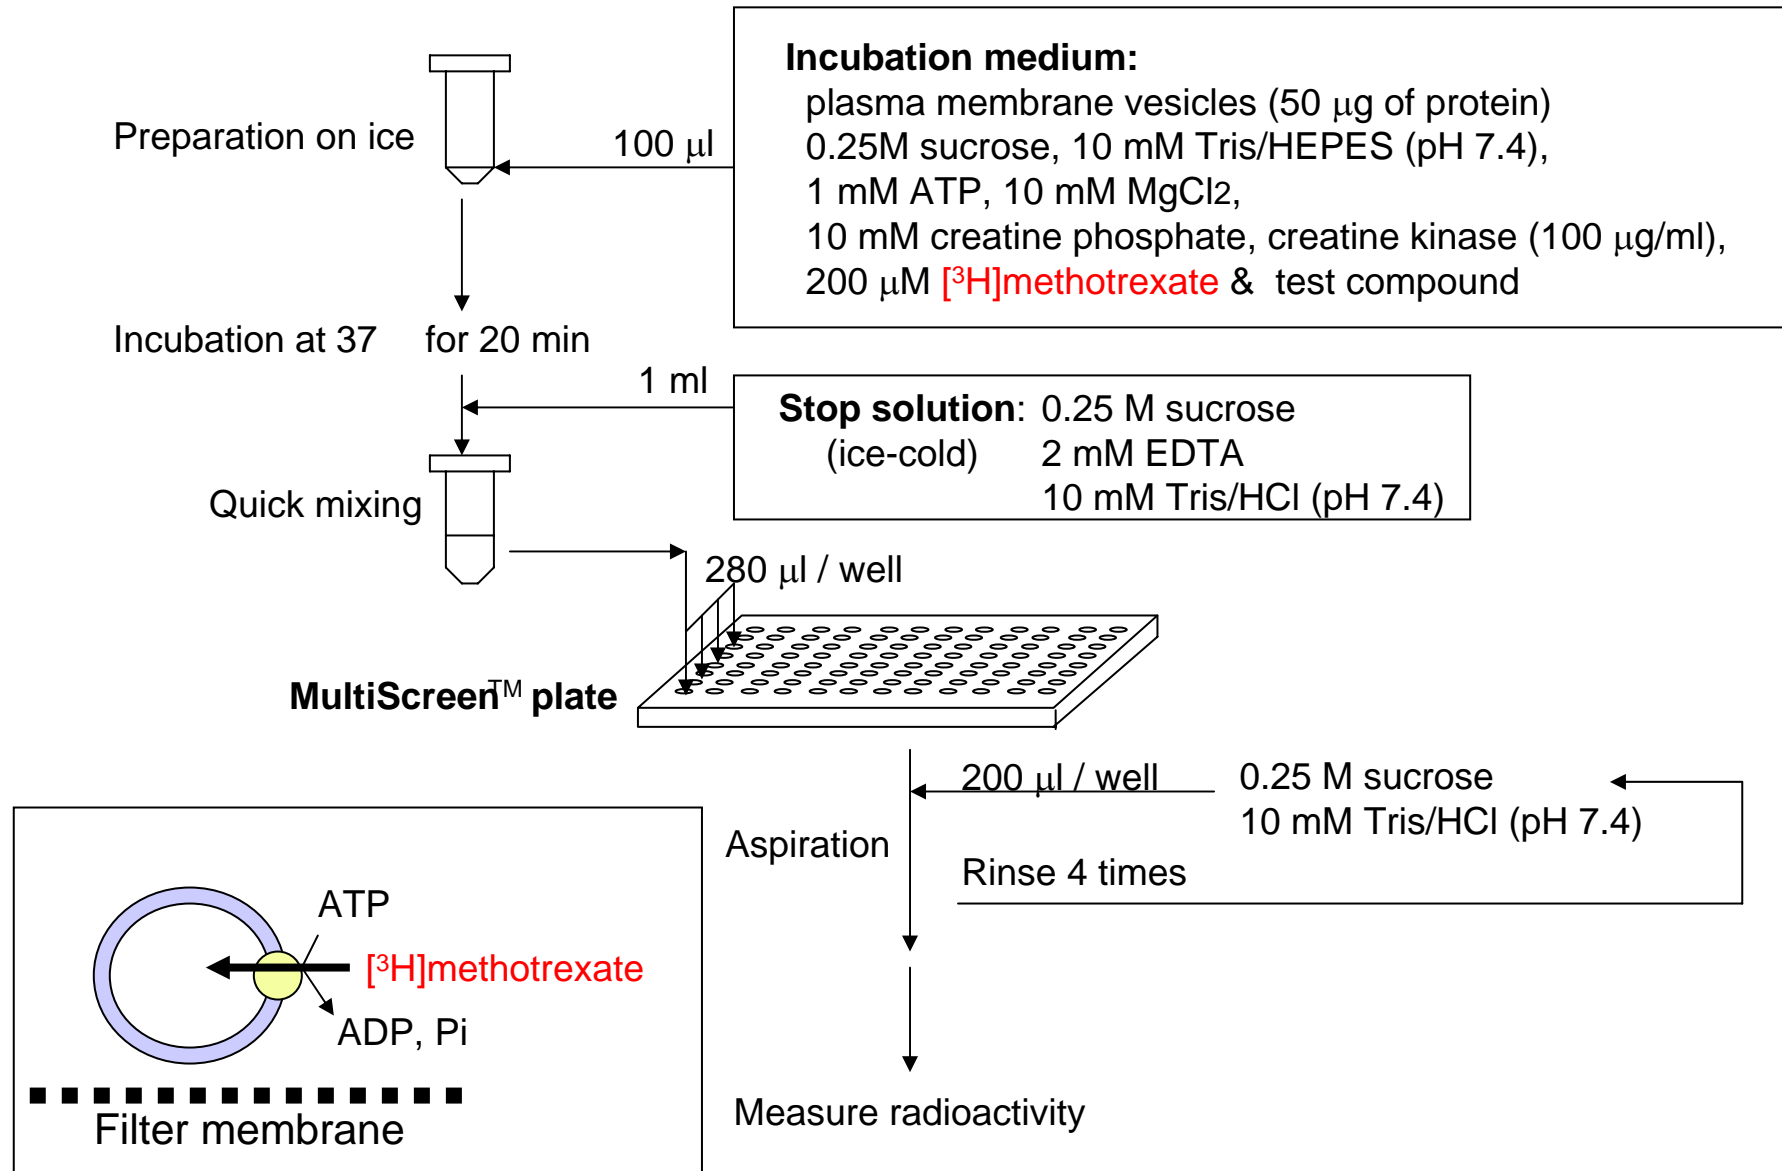 Incubation medium:
plasma membrane vesicles (50 μg of protein)
0.25M sucrose, 10 mM Tris/HEPES (pH 7.4),
1 mM ATP, 10 mM MgCl2,
10 mM creatine phosphate, creatine kinase (100 μg/ml),
200 μM [³H]methotrexate & test compound
Preparation on ice
100 μl
Incubation at 37 for 20 min
1 ml
Stop solution: 0.25 M sucrose
(ice-cold) 2 mM EDTA
10 mM Tris/HCl (pH 7.4)
Quick mixing
280 μl / well
MultiScreen™ plate
200 μl / well
0.25 M sucrose
10 mM Tris/HCl (pH 7.4)
Aspiration
Rinse 4 times
ATP
[³H]methotrexate
ADP, Pi
Filter membrane
Measure radioactivity